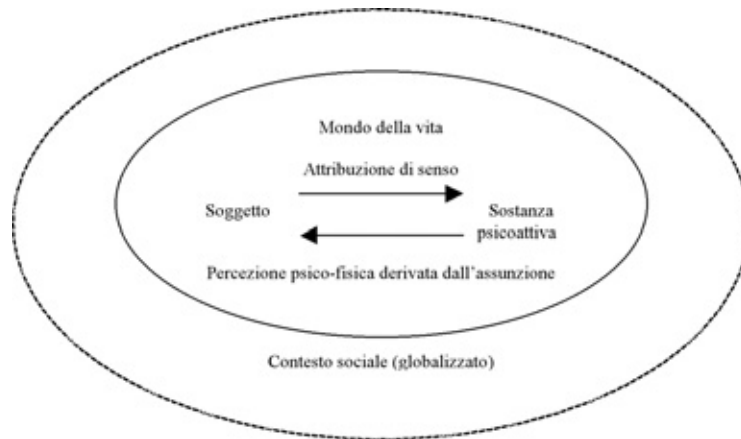 Mondo della vita
Attribuzione di senso
Soggetto
Sostanza
psicoattiva
Percezione psico-fisica derivata dall'assunzione
Contesto sociale (globalizzato)